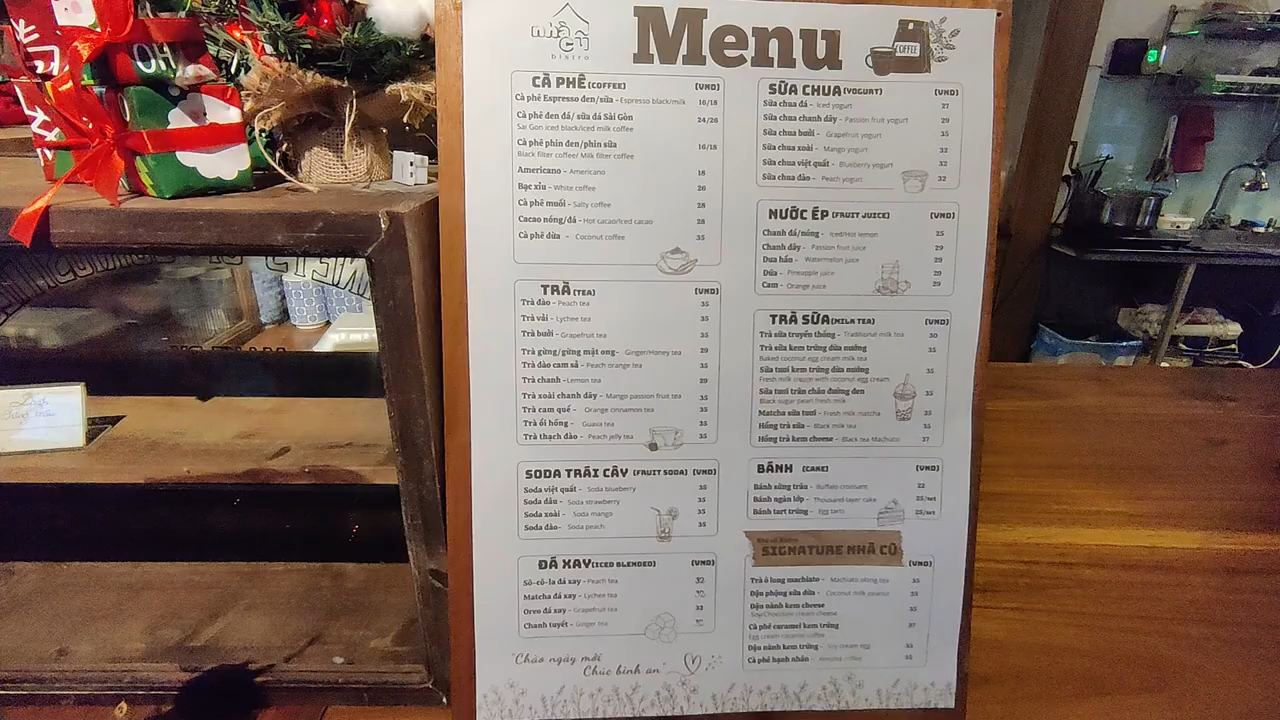 OH
nhà
cũ
bistro
Menu
COFFEE
CÀ PHÊ (COFFEE) (VND)
Cà phê Espresso đen/sữa - Espresso black/milk 16/18
Cà phê đen đá/ sữa đá Sài Gòn 24/26
Sai Gon iced black/iced milk coffee
Cà phê phin đen/phin sữa 16/18
Black filter coffee/ Milk filter coffee
Americano - Americano 18
Bạc xỉu - White coffee 26
Cà phê muối - Salty coffee 28
Cacao nóng/đá - Hot cacao/Iced cacao 28
Cà phê dừa - Coconut coffee 35
TRÀ (TEA) (VND)
Trà đào - Peach tea 35
Trà vải - Lychee tea 35
Trà bưởi - Grapefruit tea 35
Trà gừng/gừng mật ong- Ginger/Honey tea 29
Trà đào cam sả - Peach orange tea 35
Trà chanh - Lemon tea 29
Trà xoài chanh dây - Mango passion fruit tea 35
Trà cam quế - Orange cinnamon tea 35
Trà ổi hồng - Guava tea 35
Trà thạch đào - Peach jelly tea 35
SODA TRÁI CÂY (FRUIT SODA) (VND)
Soda việt quất - Soda blueberry 35
Soda dâu - Soda strawberry 35
Soda xoài - Soda mango 35
Soda đào- Soda peach 35
ĐÁ XAY (ICED BLENDED) (VND)
Sô-cô-la đá xay - Peach tea 32
Matcha đá xay - Lychee tea
Oreo đá xay - Grapefruit tea 32
Chanh tuyết - Ginger tea
"Chào ngày mới
Chúc bình an"
SỮA CHUA (YOGURT) (VND)
Sữa chua đá - Iced yogurt 27
Sữa chua chanh dây - Passion fruit yogurt 29
Sữa chua bưởi - Grapefruit yogurt 35
Sữa chua xoài - Mango yogurt 32
Sữa chua việt quất - Blueberry yogurt 32
Sữa chua đào - Peach yogurt 32
NƯỚC ÉP (FRUIT JUICE) (VND)
Chanh đá/nóng - Iced/Hot lemon 25
Chanh dây - Passion fruit juice 29
Dưa hấu - Watermelon juice 29
Dứa - Pineapple juice 29
Cam - Orange juice 29
TRÀ SỮA (MILK TEA) (VND)
Trà sữa truyền thống - Traditional milk tea 30
Trà sữa kem trứng dừa nướng 35
Baked coconut egg cream milk tea
Sữa tươi kem trứng dừa nướng 35
Fresh milk cream with coconut egg cream
Sữa tươi trân châu đường đen 35
Black sugar pearl fresh milk
Matcha sữa tươi - Fresh milk matcha 35
Hồng trà sữa - Black milk tea 35
Hồng trà kem cheese - Black tea Machiato 37
BÁNH (CAKE) (VND)
Bánh sừng trâu - Buffalo croissant 22
Bánh ngàn lớp - Thousand-layer cake 25/set
Bánh tart trứng - Egg tarts 25/set
SIGNATURE NHÀ CŨ
(VND)
Trà ô long machiato - Machiato olong tea 35
Đậu phộng sữa dừa - Coconut milk peanut
Đậu nành kem cheese 35
Soy/Chocolate cream cheese
Cà phê caramel kem trứng 37
Egg cream caramel coffee
Đậu nành kem trứng - Soy cream egg 35
Cà phê hạnh nhân - Almond coffee 35